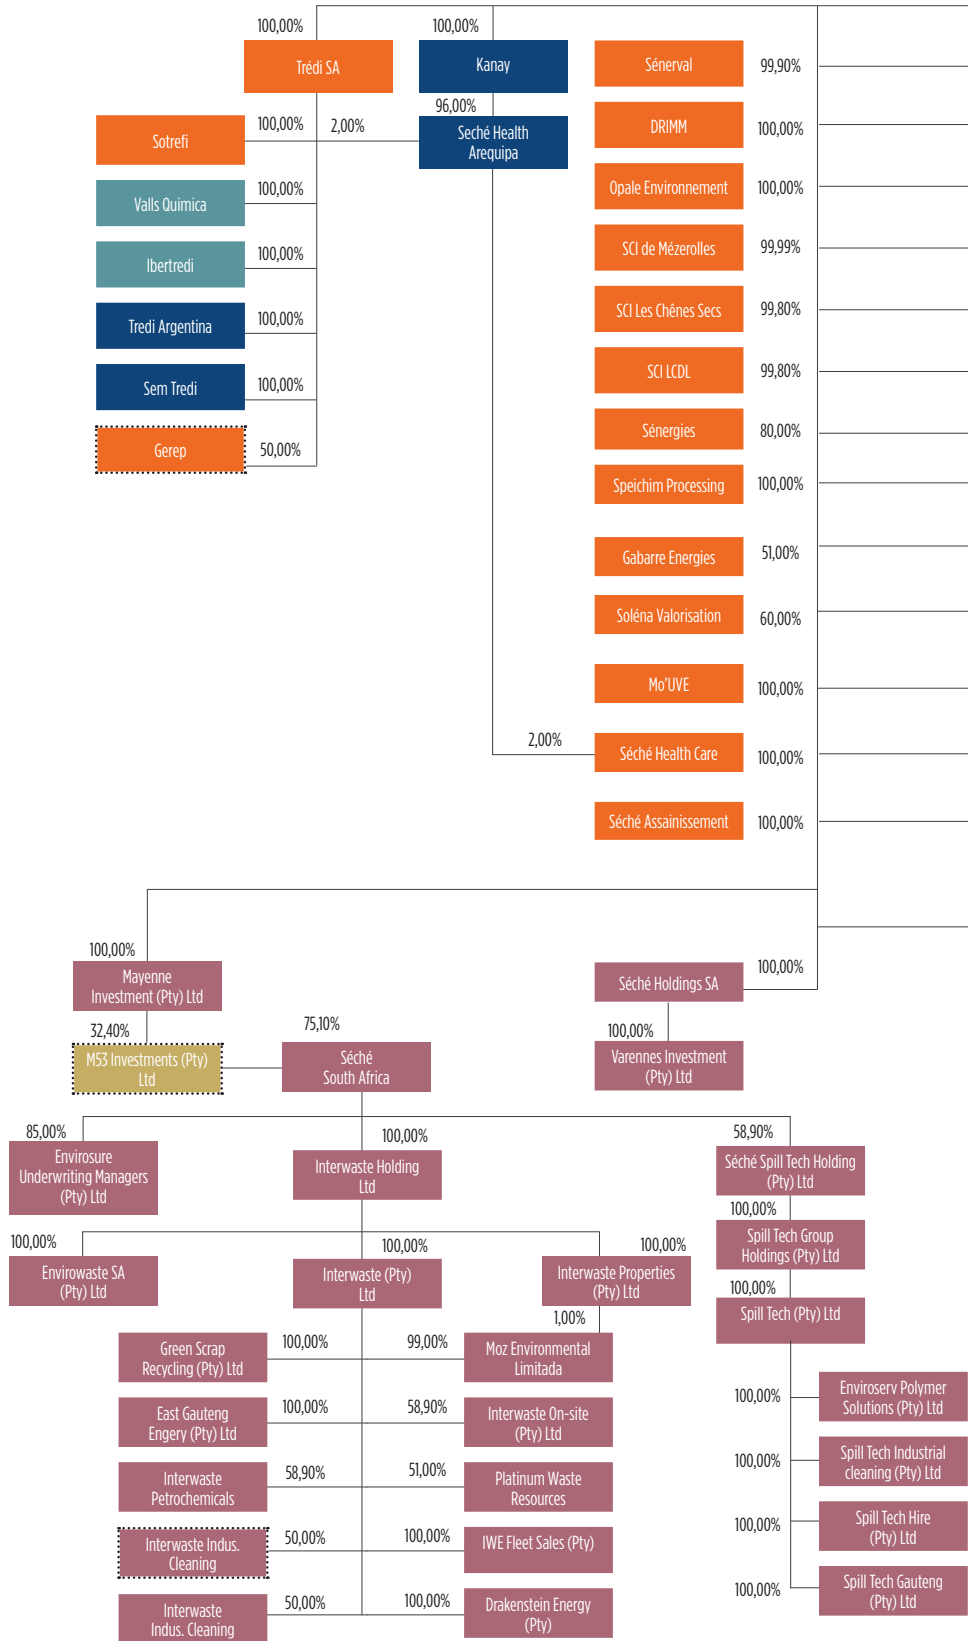 100,00%
Trédi SA
100,00%
Kanay
96,00%
Seché Health
Arequipa
2,00%
Sotrefi
100,00%
Valls Quimica
100,00%
Ibertredi
100,00%
Tredi Argentina
100,00%
Sem Tredi
100,00%
Gerep
50,00%
Sénerval
99,90%
DRIMM
100,00%
Opale Environnement
100,00%
SCI de Mézerolles
99,99%
SCI Les Chênes Secs
99,80%
SCI LCDL
99,80%
Sénergies
80,00%
Speichim Processing
100,00%
Gabarre Energies
51,00%
Soléna Valorisation
60,00%
Mo'UVE
100,00%
2,00%
Séché Health Care
100,00%
Séché Assainissement
100,00%
100,00%
Mayenne
Investment (Pty) Ltd
32,40%
M53 Investments (Pty)
Ltd
75,10%
Séché
South Africa
Séché Holdings SA
100,00%
100,00%
Varennes Investment
(Pty) Ltd
85,00%
Envirosure
Underwriting Managers
(Pty) Ltd
100,00%
Interwaste Holding
Ltd
58,90%
Séché Spill Tech Holding
(Pty) Ltd
100,00%
Spill Tech Group
Holdings (Pty) Ltd
100,00%
Spill Tech (Pty) Ltd
100,00%
Envirowaste SA
(Pty) Ltd
100,00%
Interwaste (Pty)
Ltd
100,00%
Interwaste Properties
(Pty) Ltd
1,00%
Green Scrap
Recycling (Pty) Ltd
100,00%
99,00%
Moz Environmental
Limitada
East Gauteng
Engery (Pty) Ltd
100,00%
58,90%
Interwaste On-site
(Pty) Ltd
Interwaste
Petrochemicals
58,90%
51,00%
Platinum Waste
Resources
Interwaste Indus.
Cleaning
50,00%
100,00%
IWE Fleet Sales (Pty)
Interwaste
Indus. Cleaning
50,00%
100,00%
Drakenstein Energy
(Pty)
100,00%
Enviroserv Polymer
Solutions (Pty) Ltd
100,00%
Spill Tech Industrial
cleaning (Pty) Ltd
100,00%
Spill Tech Hire
(Pty) Ltd
100,00%
Spill Tech Gauteng
(Pty) Ltd